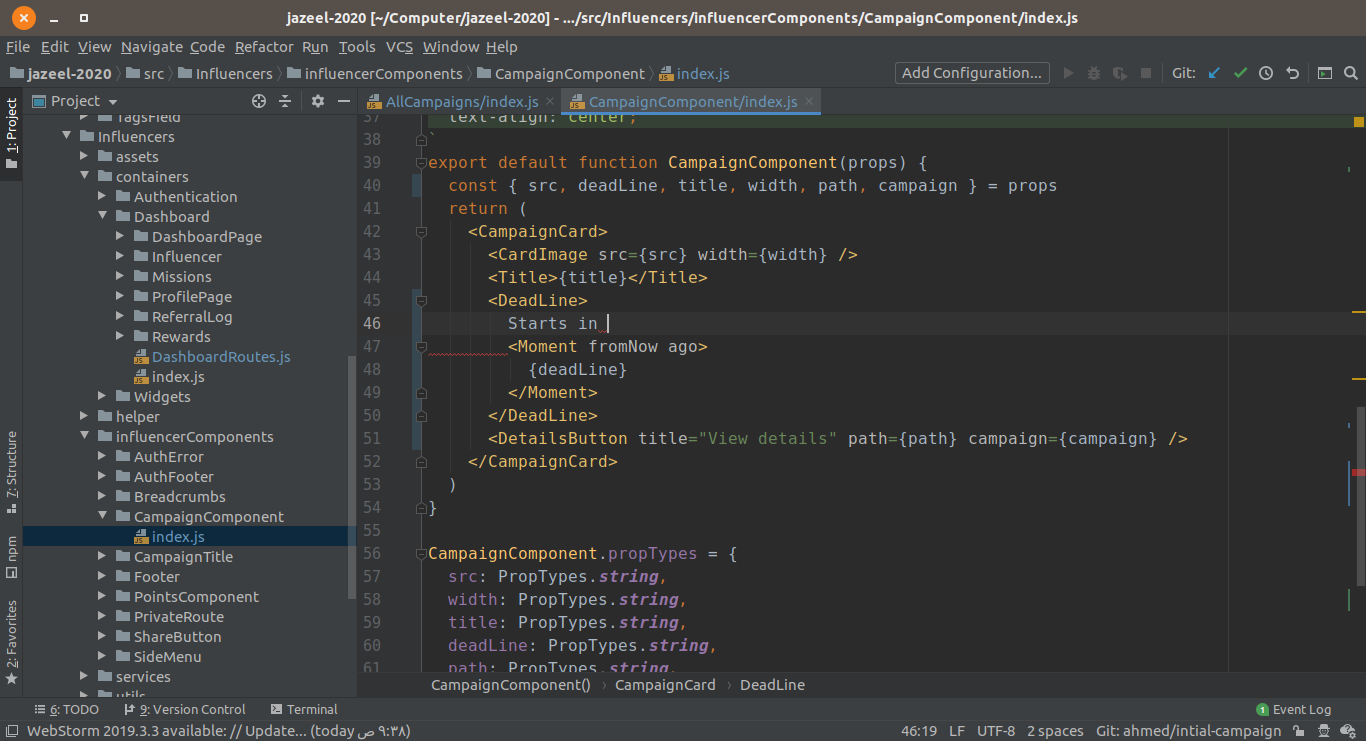 jazeel-2020 [~/Computer/jazeel-2020] - .../src/Influencers/influencerComponents/CampaignComponent/index.js
File Edit View Navigate Code Refactor Run Tools VCS Window Help
jazeel-2020 src Influencers influencerComponents CampaignComponent index.js Add Configuration... Git:
Project AllCampaigns/index.js CampaignComponent/index.js
1: Project
7: Structure
npm
2: Favorites
TagsField
Influencers
assets
containers
Authentication
Dashboard
DashboardPage
Influencer
Missions
ProfilePage
ReferralLog
Rewards
DashboardRoutes.js
index.js
Widgets
helper
influencerComponents
AuthError
AuthFooter
Breadcrumbs
CampaignComponent
index.js
CampaignTitle
Footer
PointsComponent
PrivateRoute
ShareButton
SideMenu
services
utils
37 text-align: center;
38 `
39 export default function CampaignComponent(props) {
40 const { src, deadLine, title, width, path, campaign } = props
41 return (
42 <CampaignCard>
43 <CardImage src={src} width={width} />
44 <Title>{title}</Title>
45 <DeadLine>
46 Starts in
47 <Moment fromNow ago>
48 {deadLine}
49 </Moment>
50 </DeadLine>
51 <DetailsButton title="View details" path={path} campaign={campaign} />
52 </CampaignCard>
53 )
54 }
55
56 CampaignComponent.propTypes = {
57 src: PropTypes.string,
58 width: PropTypes.string,
59 title: PropTypes.string,
60 deadLine: PropTypes.string,
61 path: PropTypes.string,
CampaignComponent() CampaignCard DeadLine
6: TODO 9: Version Control Terminal 1 Event Log
WebStorm 2019.3.3 available: // Update... (today ٩:٣٨ ص) 46:19 LF UTF-8 2 spaces Git: ahmed/intial-campaign